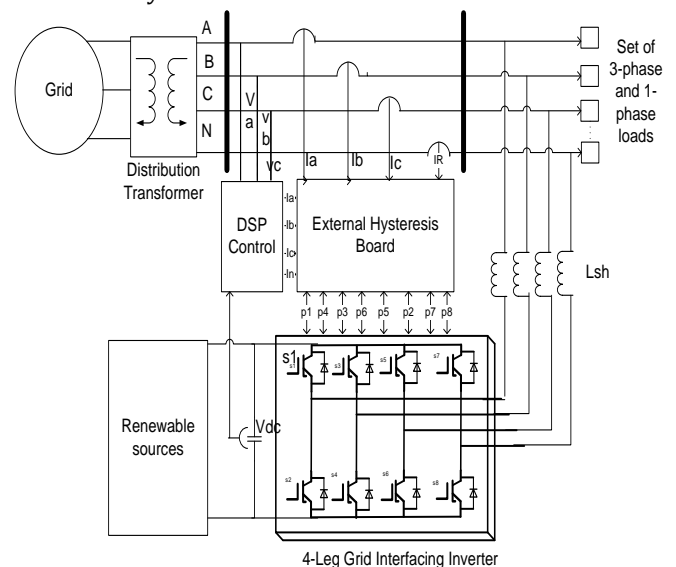 A
B
C
N
Grid
Distribution
Transformer
V
a
v
b
vc
Ia
Ib
Ic
IR
Set of
3-phase
and 1-
phase
loads
DSP
Control
Ia
Ib
Ic
In
External Hysteresis
Board
Lsh
p1 p4 p3 p6 p5 p2 p7 p8
s1
s1 s3 s5 s7
Renewable
sources
Vdc
s2 s4 s6 s8
4-Leg Grid Interfacing Inverter